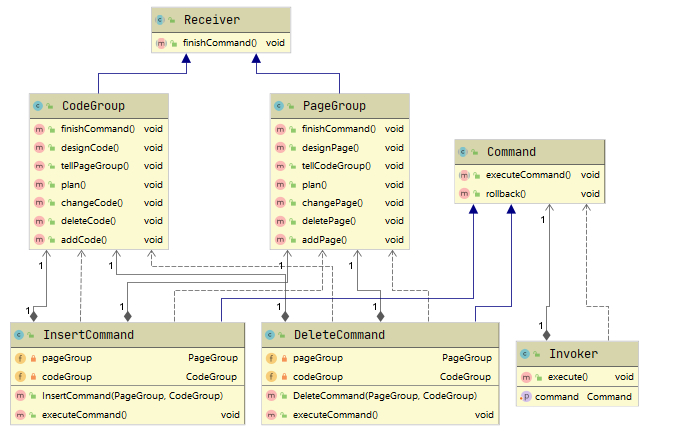 Receiver
finishCommand() void
CodeGroup
finishCommand() void
designCode() void
tellPageGroup() void
plan() void
changeCode() void
deleteCode() void
addCode() void
PageGroup
finishCommand() void
designPage() void
tellCodeGroup() void
plan() void
changePage() void
deletePage() void
addPage() void
Command
executeCommand() void
rollback() void
1 1 1 1 1
1 1 1 1 1
InsertCommand
pageGroup PageGroup
codeGroup CodeGroup
InsertCommand(PageGroup, CodeGroup)
executeCommand() void
DeleteCommand
pageGroup PageGroup
codeGroup CodeGroup
DeleteCommand(PageGroup, CodeGroup)
executeCommand() void
Invoker
execute() void
command Command